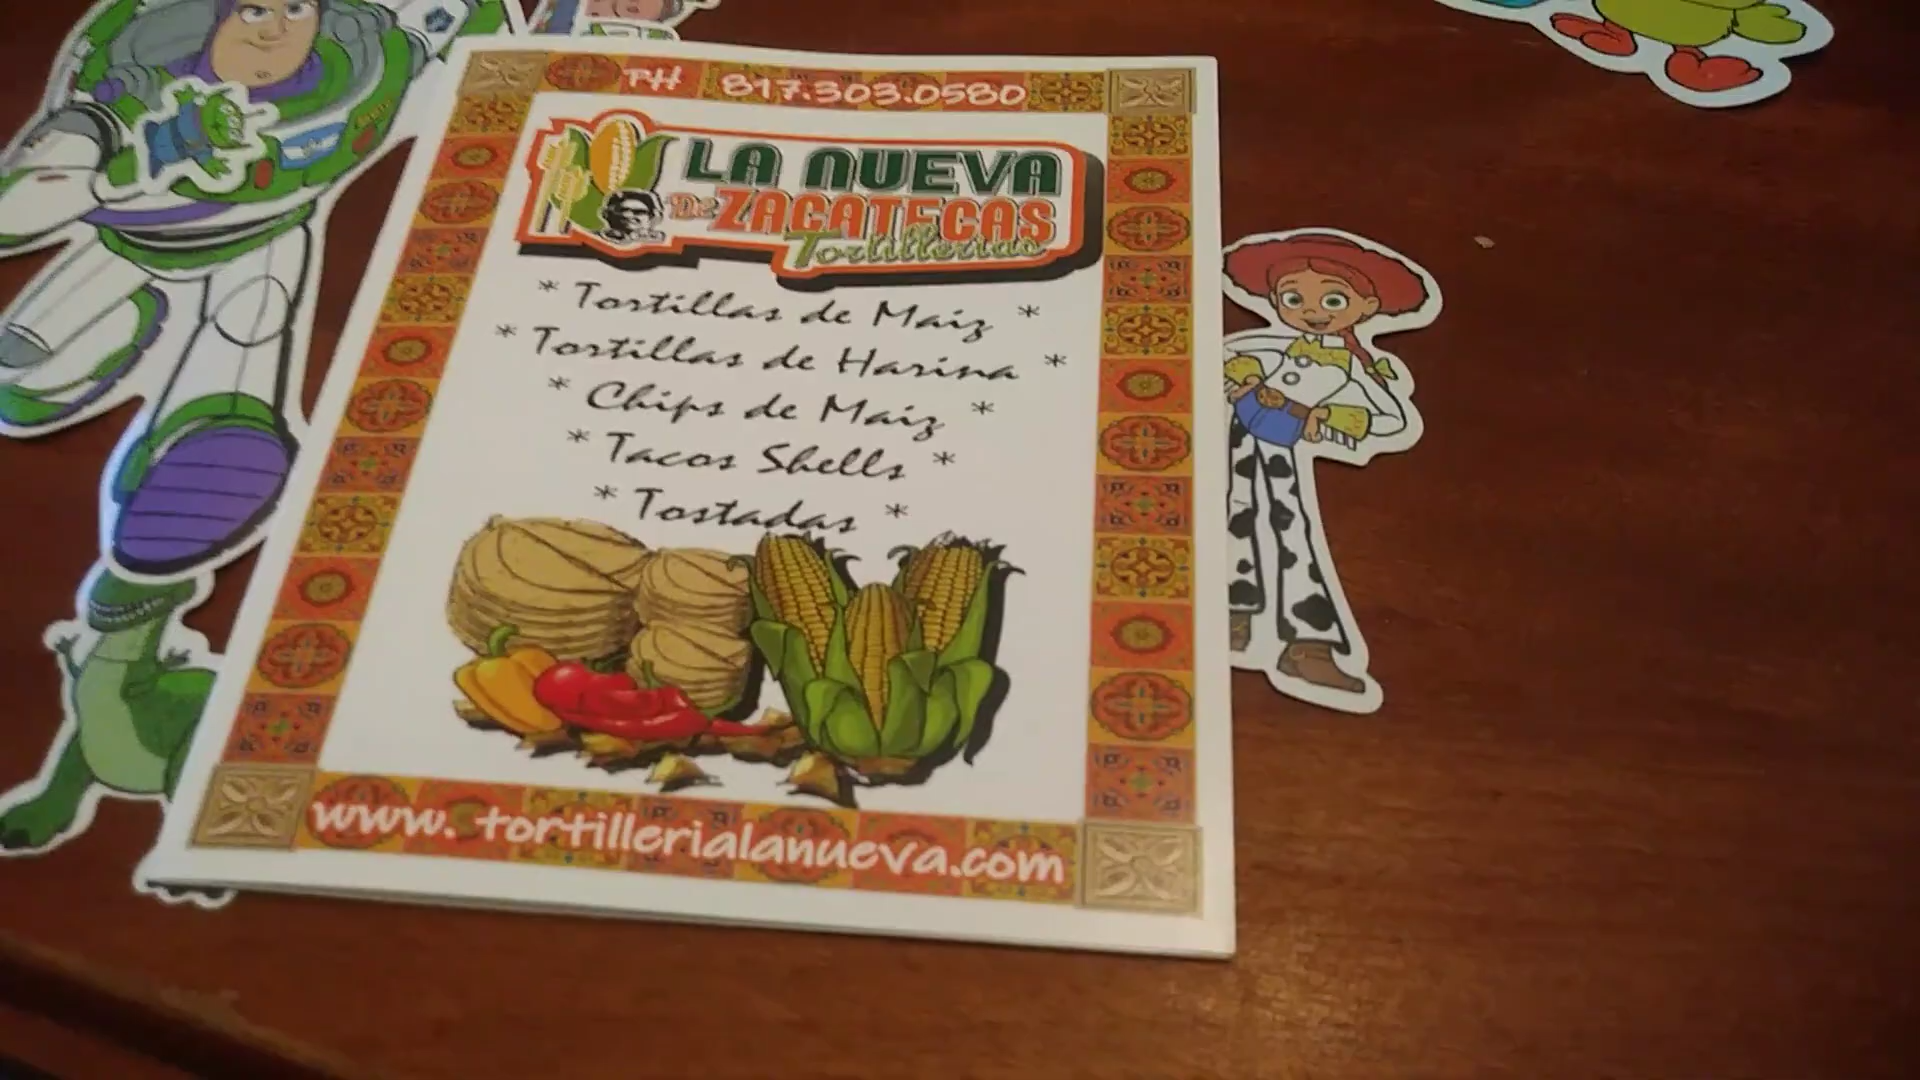 PH 817.303.0580
LA NUEVA
De ZACATECAS
Tortillerias
* Tortillas de Maiz *
* Tortillas de Harina *
* Chips de Maiz *
* Tacos Shells *
* Tostadas *
www. tortillerialanueva.com